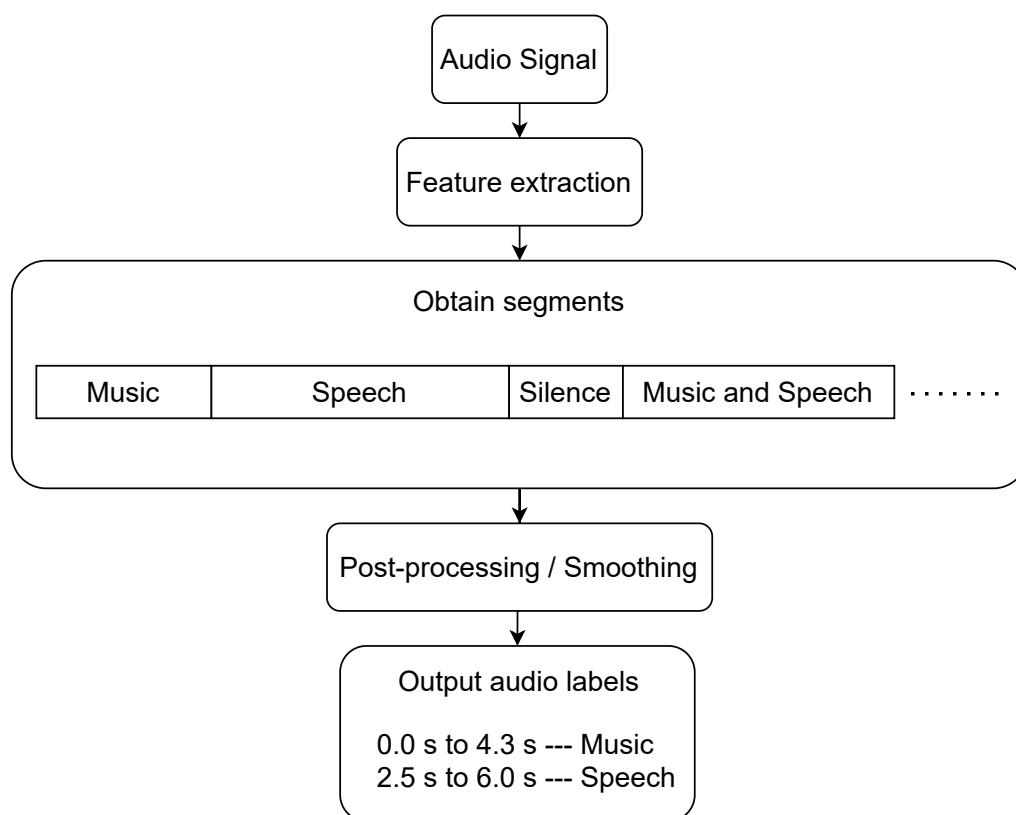 Audio Signal
Feature extraction
Obtain segments
Music Speech Silence Music and Speech .......
Post-processing / Smoothing
Output audio labels
0.0 s to 4.3 s --- Music
2.5 s to 6.0 s --- Speech